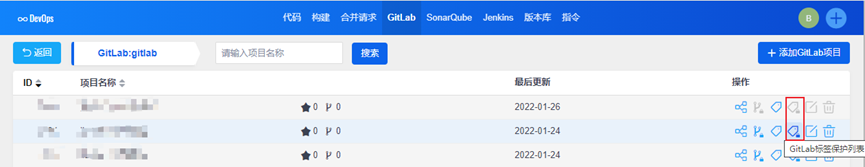 DevOps 代码 构建 合并请求 GitLab SonarQube Jenkins 版本库 指令 B
返回 GitLab:gitlab 请输入项目名称 搜索 添加GitLab项目
ID 项目名称 最后更新 操作
0 0 2022-01-26
0 0 2022-01-24
GitLab标签保护列表
0 0 2022-01-24